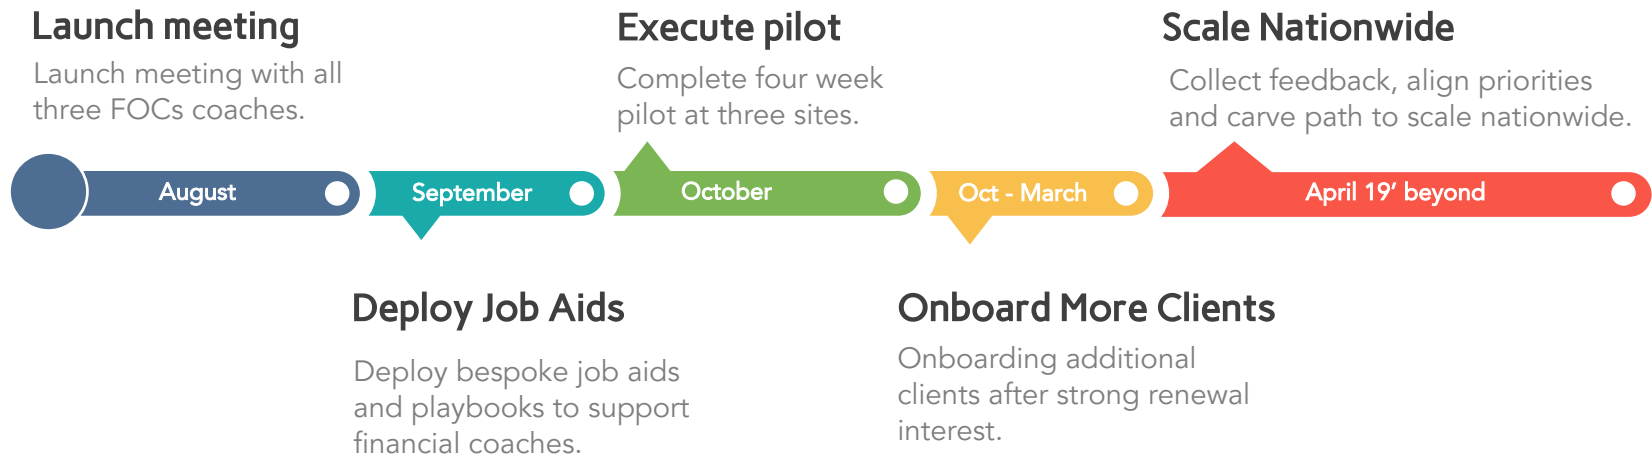 Launch meeting
Launch meeting with all
three FOCs coaches.
Execute pilot
Complete four week
pilot at three sites.
Scale Nationwide
Collect feedback, align priorities
and carve path to scale nationwide.
August
September
October
Oct - March
April 19’ beyond
Deploy Job Aids
Deploy bespoke job aids
and playbooks to support
financial coaches.
Onboard More Clients
Onboarding additional
clients after strong renewal
interest.